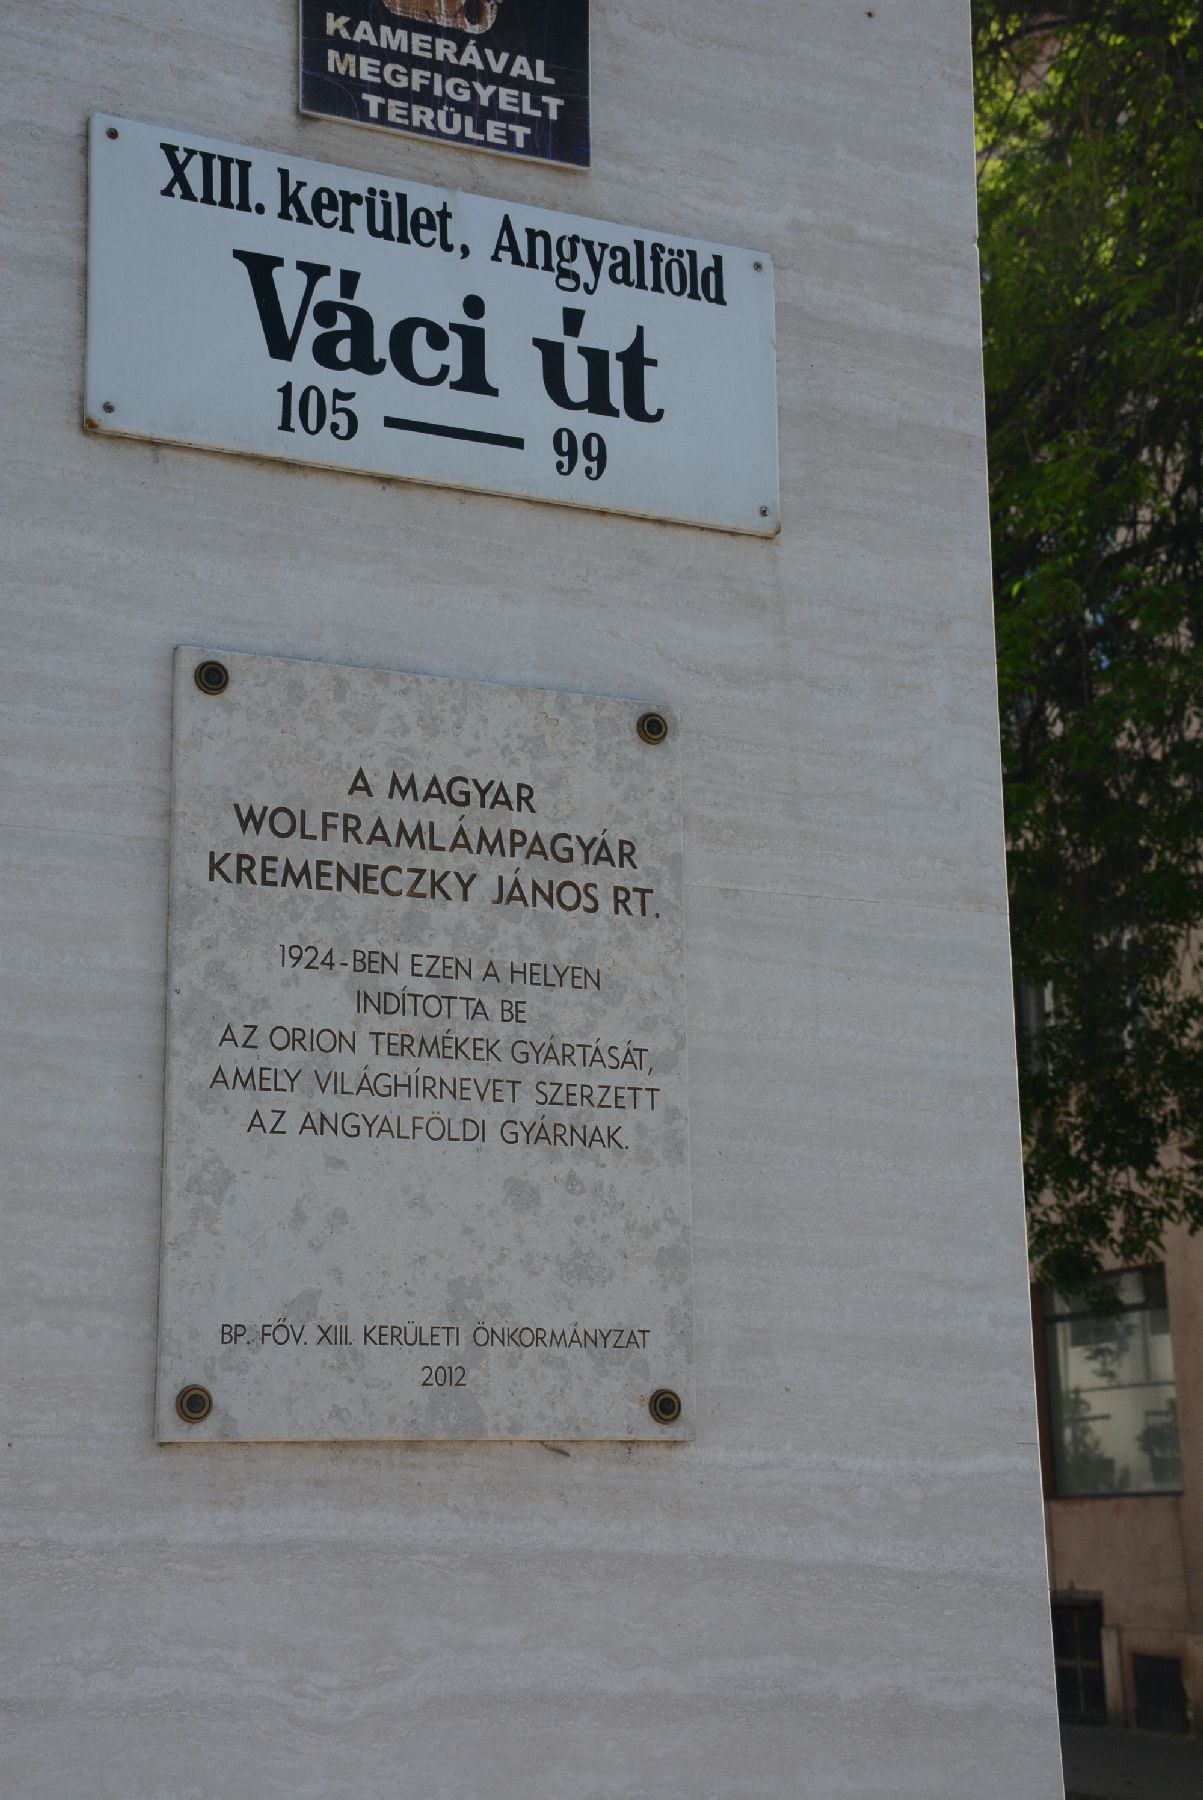 KAMERÁVAL
MEGFIGYELT
TERÜLET
XIII. kerület, Angyalföld
Váci út
105 — 99
A MAGYAR
WOLFRAMLÁMPAGYÁR
KREMENECZKY JÁNOS RT.
1924-BEN EZEN A HELYEN
INDÍTOTTA BE
AZ ORION TERMÉKEK GYÁRTÁSÁT,
AMELY VILÁGHÍRNEVET SZERZETT
AZ ANGYALFÖLDI GYÁRNAK.
BP. FŐV. XIII. KERÜLETI ÖNKORMÁNYZAT
2012